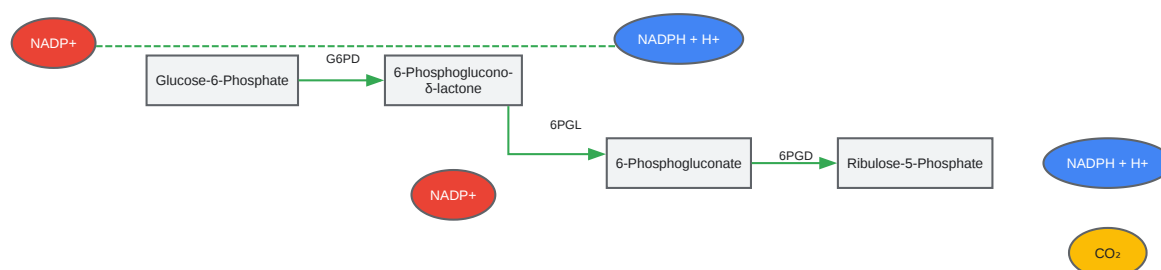 NADP+
NADPH + H+
G6PD
Glucose-6-Phosphate
6-Phosphoglucono-
δ-lactone
6PGL
6-Phosphogluconate
6PGD
Ribulose-5-Phosphate
NADPH + H+
NADP+
CO₂